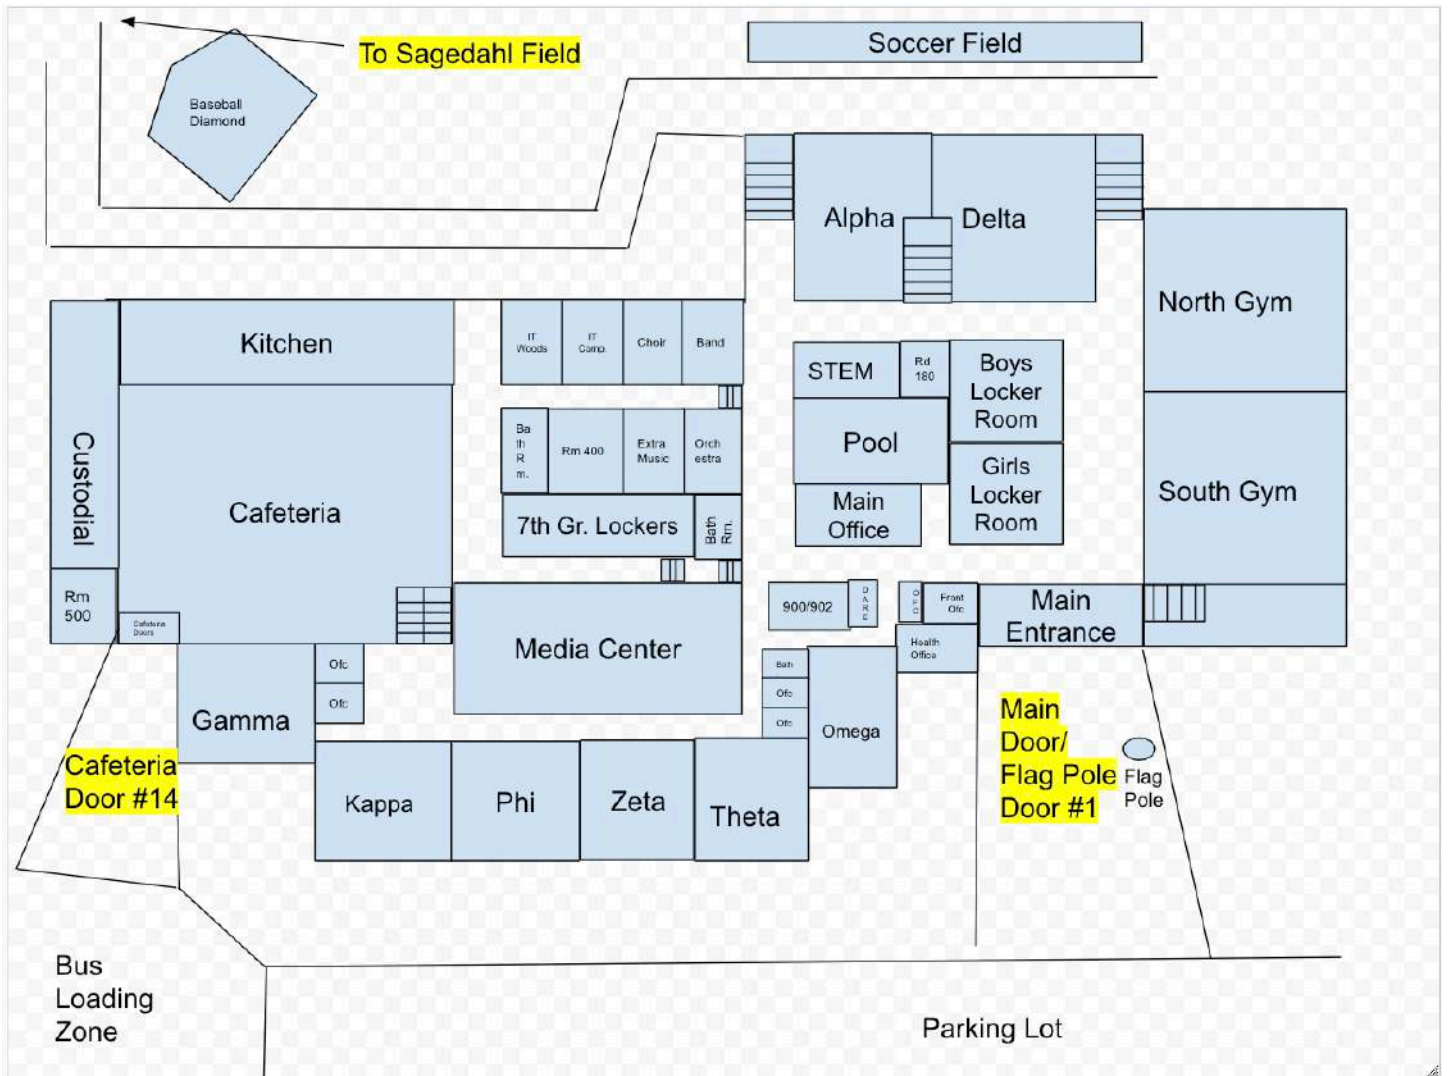 To Sagedahl Field
Soccer Field
Baseball
Diamond
Alpha
Delta
North Gym
Kitchen
IT
Woods
IT
Comp.
Choir
Band
STEM
Rd
180
Boys
Locker
Room
Custodial
Cafeteria
Ba
th
R
m.
Rm 400
Extra
Music
Orch
estra
Pool
Girls
Locker
Room
South Gym
7th Gr. Lockers
Bath
Rm.
Main
Office
Rm
500
Cafeteria
Doors
Media Center
900/902
D
A
R
E
O
F
C
Front
Ofc
Health
Office
Main
Entrance
Ofc
Ofc
Gamma
Bath
Ofc
Ofc
Omega
Main
Door/
Flag Pole
Door #1
Flag
Pole
Cafeteria
Door #14
Kappa
Phi
Zeta
Theta
Bus
Loading
Zone
Parking Lot